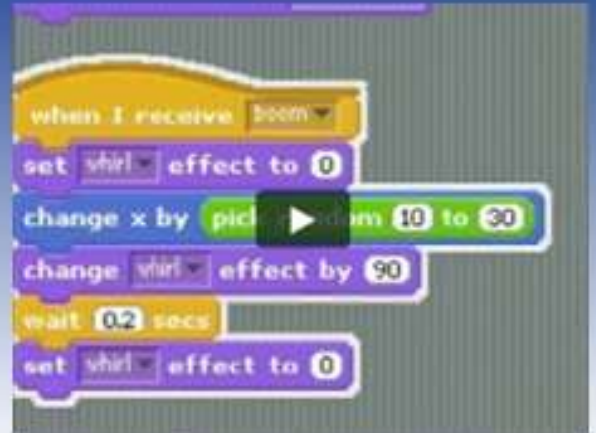 when I receive boom
set whirl effect to 0
change x by pick random 10 to 30
change whirl effect by 90
wait 0.2 secs
set whirl effect to 0